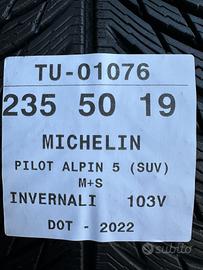 TU-01076
235 50 19
MICHELIN
PILOT ALPIN 5 (SUV)
M+S
INVERNALI 103V
DOT - 2022
subito